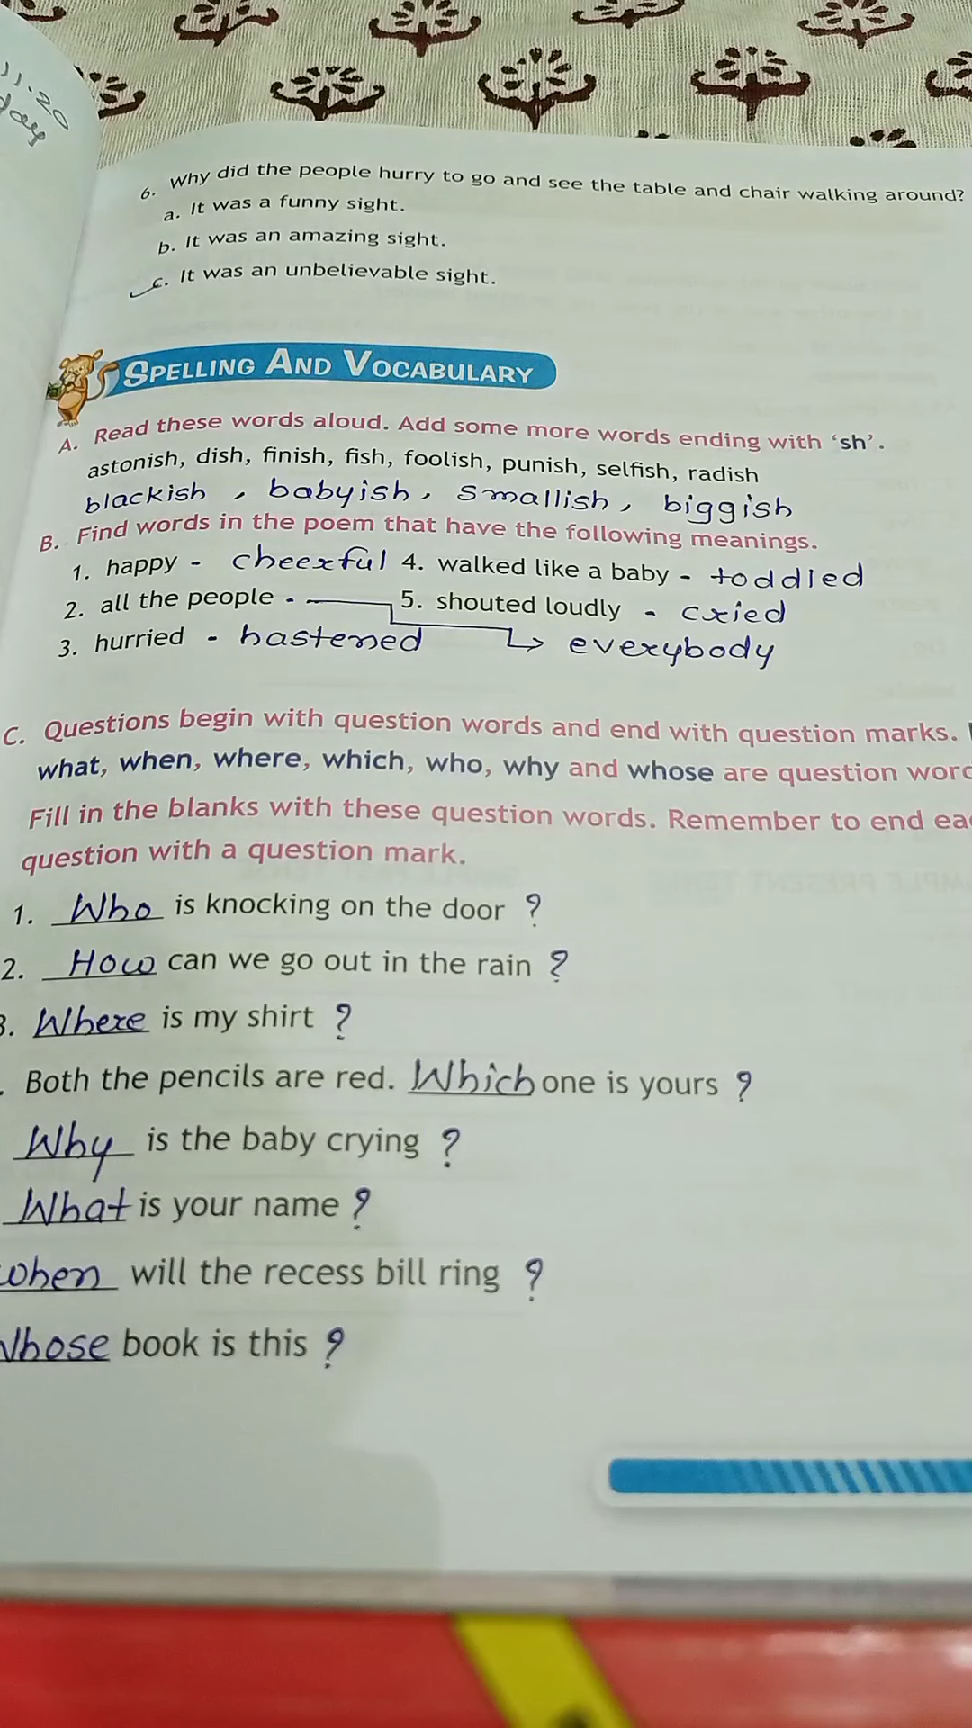 11.20
day
6. Why did the people hurry to go and see the table and chair walking around?
a. It was a funny sight.
b. It was an amazing sight.
c. It was an unbelievable sight.
SPELLING AND VOCABULARY
A. Read these words aloud. Add some more words ending with ‘sh’.
astonish, dish, finish, fish, foolish, punish, selfish, radish
blackish , babyish, smallish, biggish
B. Find words in the poem that have the following meanings.
1. happy - cheerful 4. walked like a baby - toddled
2. all the people - 5. shouted loudly - cried
3. hurried - hastened → everybody
C. Questions begin with question words and end with question marks.
what, when, where, which, who, why and whose are question
Fill in the blanks with these question words. Remember to end
question with a question mark.
1. Who is knocking on the door ?
2. How can we go out in the rain ?
3. Where is my shirt ?
. Both the pencils are red. Which one is yours ?
Why is the baby crying ?
What is your name ?
when will the recess bill ring ?
Whose book is this ?